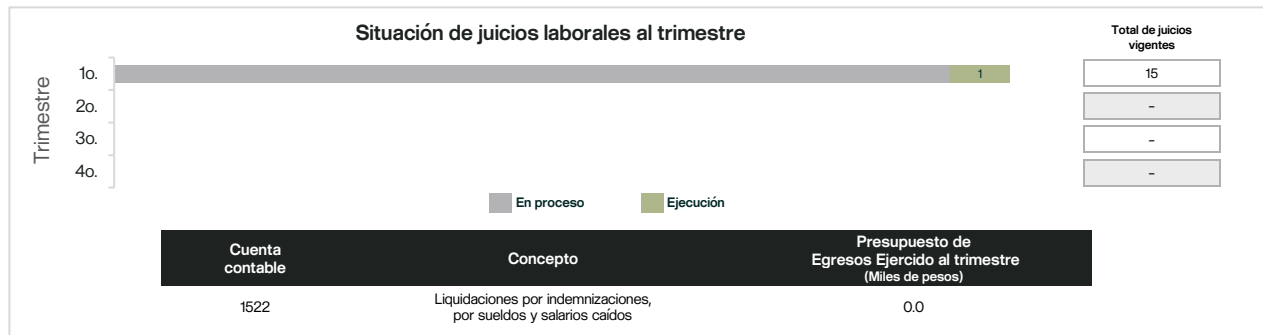 Situación de juicios laborales al trimestre
Total de juicios
vigentes
Trimestre
1o.
1
15
2o.
-
3o.
-
4o.
-
En proceso
Ejecución
Cuenta
contable
Concepto
Presupuesto de
Egresos Ejercido al trimestre
(Miles de pesos)
1522
Liquidaciones por indemnizaciones,
por sueldos y salarios caídos
0.0